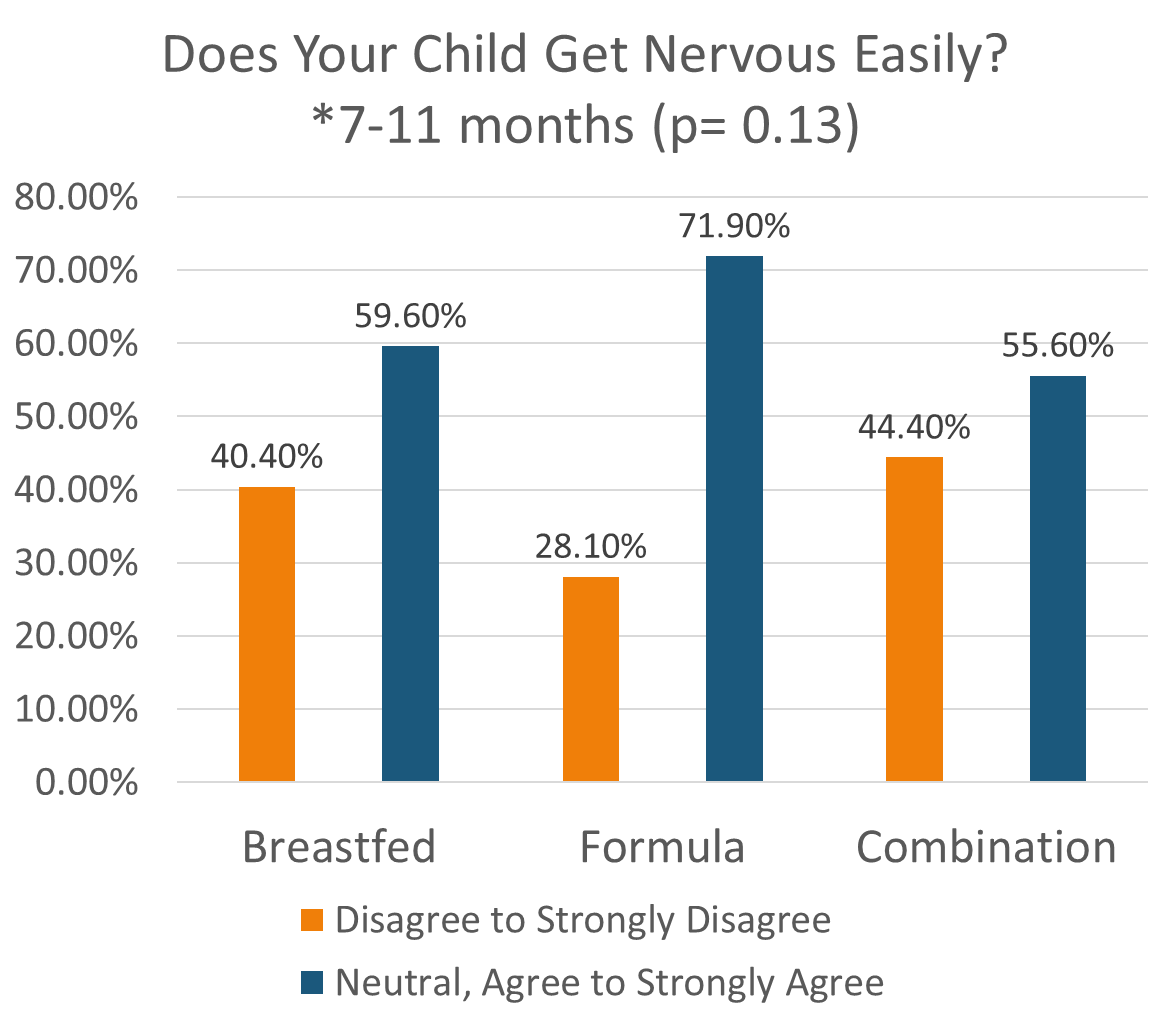 Does Your Child Get Nervous Easily?
*7-11 months (p= 0.13)
80.00%
70.00%
60.00%
50.00%
40.00%
30.00%
20.00%
10.00%
0.00%
40.40%
59.60%
28.10%
71.90%
44.40%
55.60%
Breastfed
Formula
Combination
Disagree to Strongly Disagree
Neutral, Agree to Strongly Agree